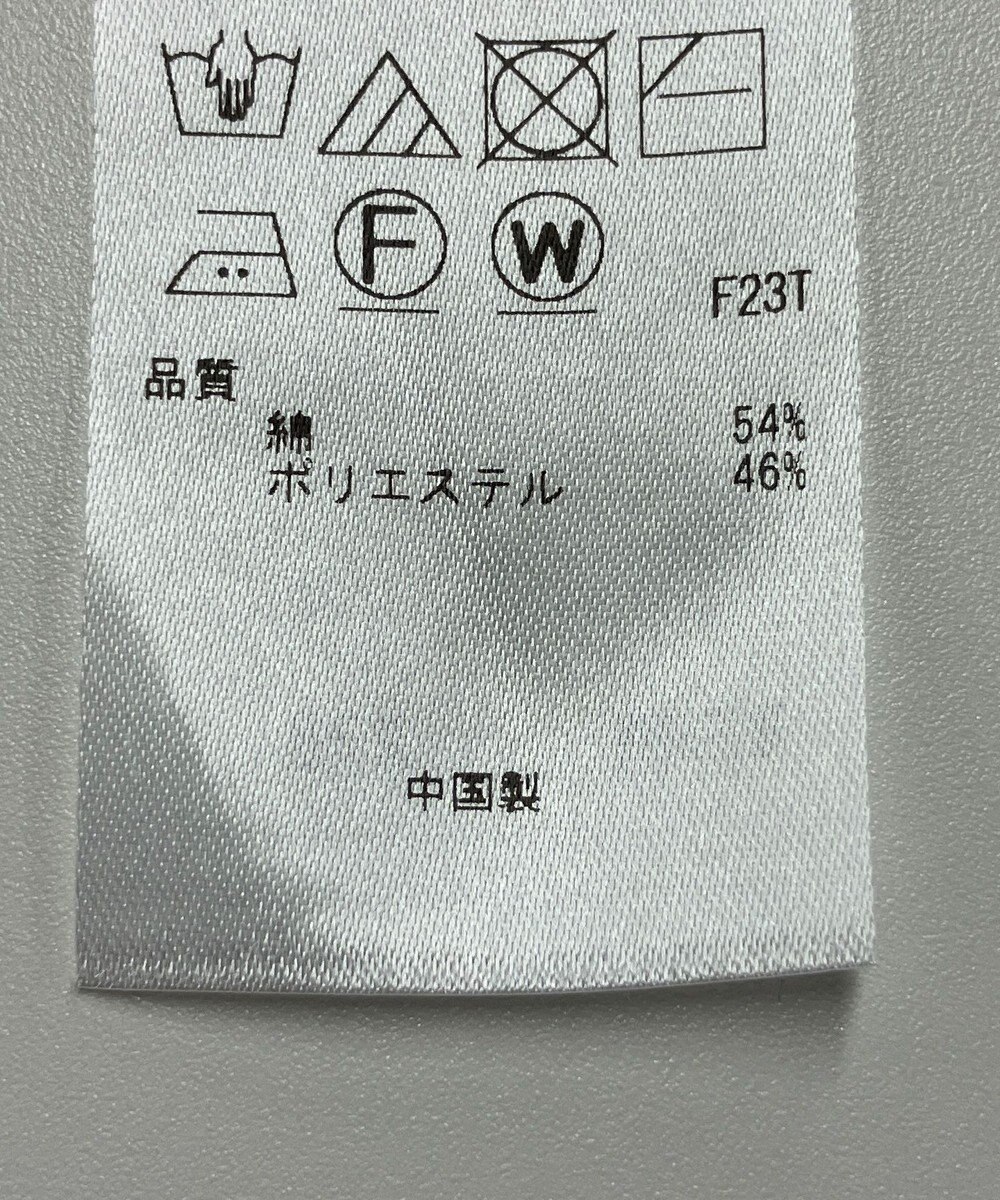 F W
F23T
品質
綿 54%
ポリエステル 46%
中国製